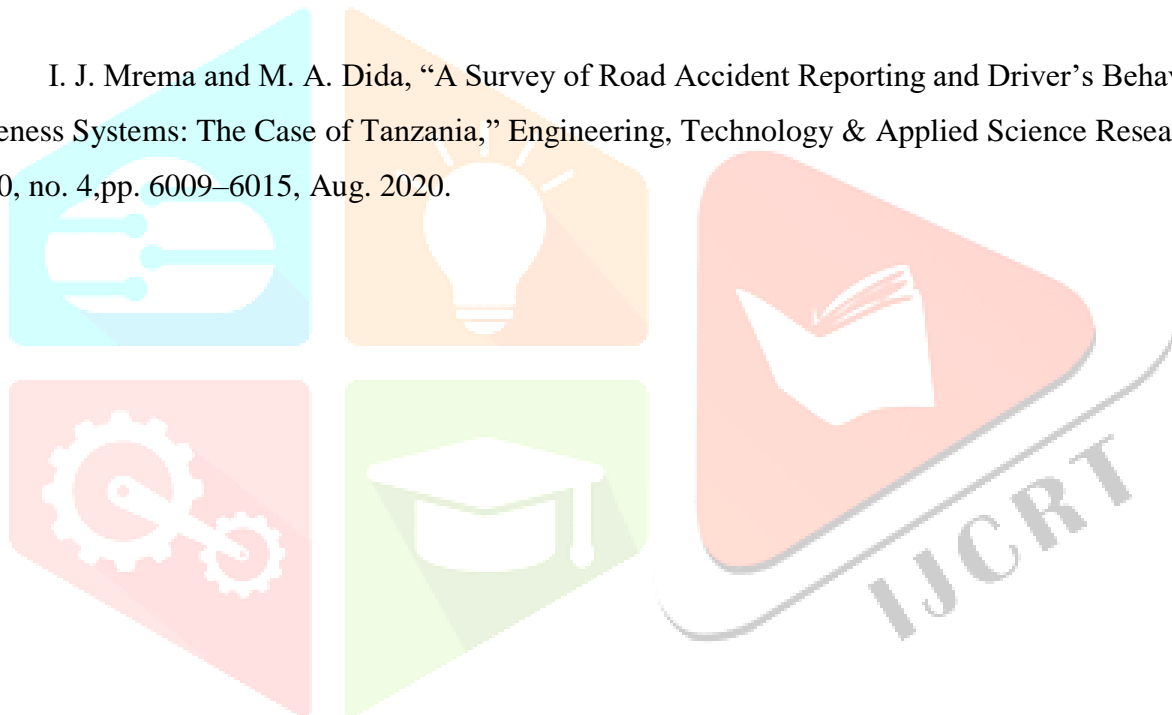 I. J. Mrema and M. A. Dida, “A Survey of Road Accident Reporting and Driver’s Behav
eness Systems: The Case of Tanzania,” Engineering, Technology & Applied Science Resea
0, no. 4,pp. 6009–6015, Aug. 2020.
IJCRT